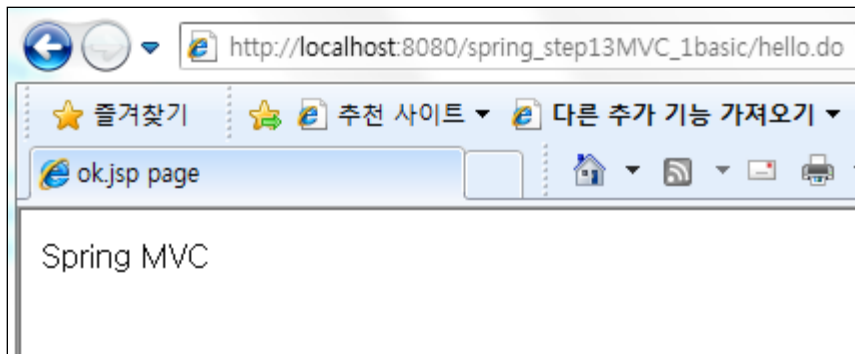 http://localhost:8080/spring_step13MVC_1basic/hello.do
즐겨찾기 추천 사이트 다른 추가 기능 가져오기
ok.jsp page
Spring MVC